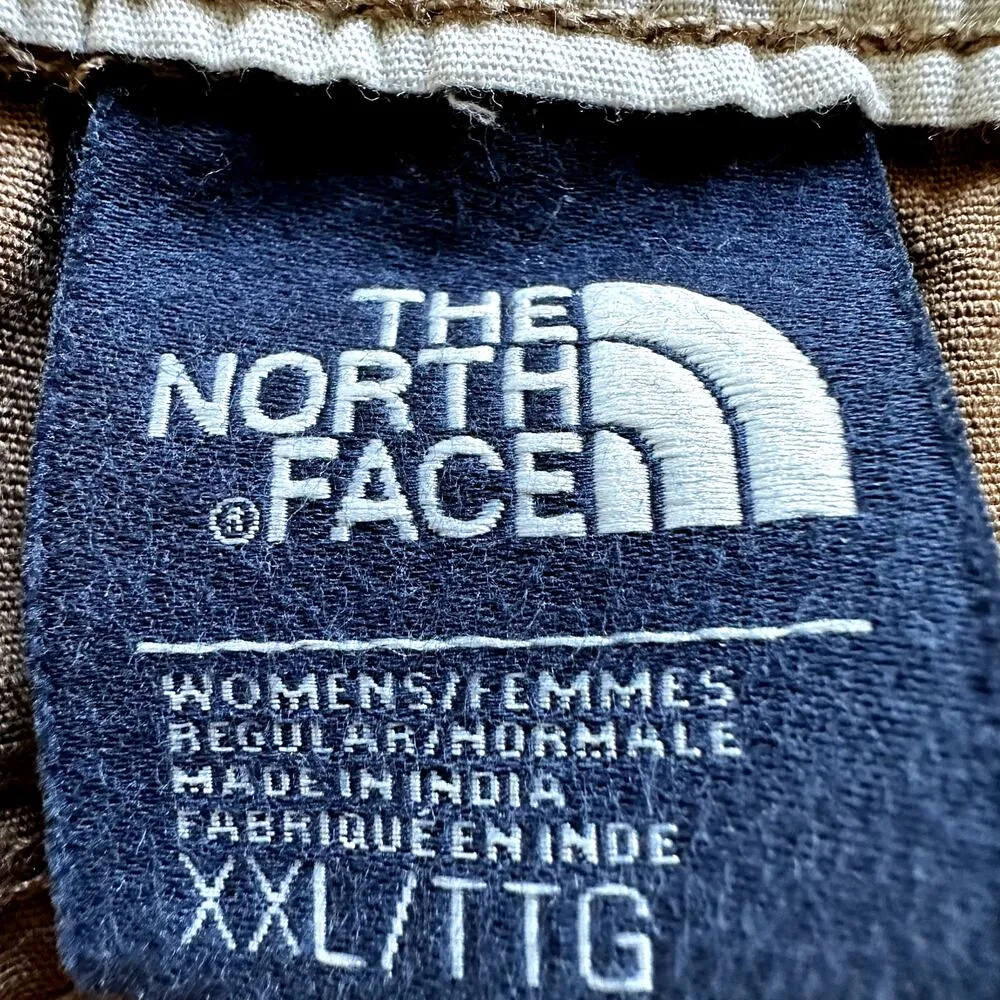 THE
NORTH
® FACE
WOMENS/FEMMES
REGULAR/NORMALE
MADE IN INDIA
FABRIQUÉ EN INDE
XXL/TTG